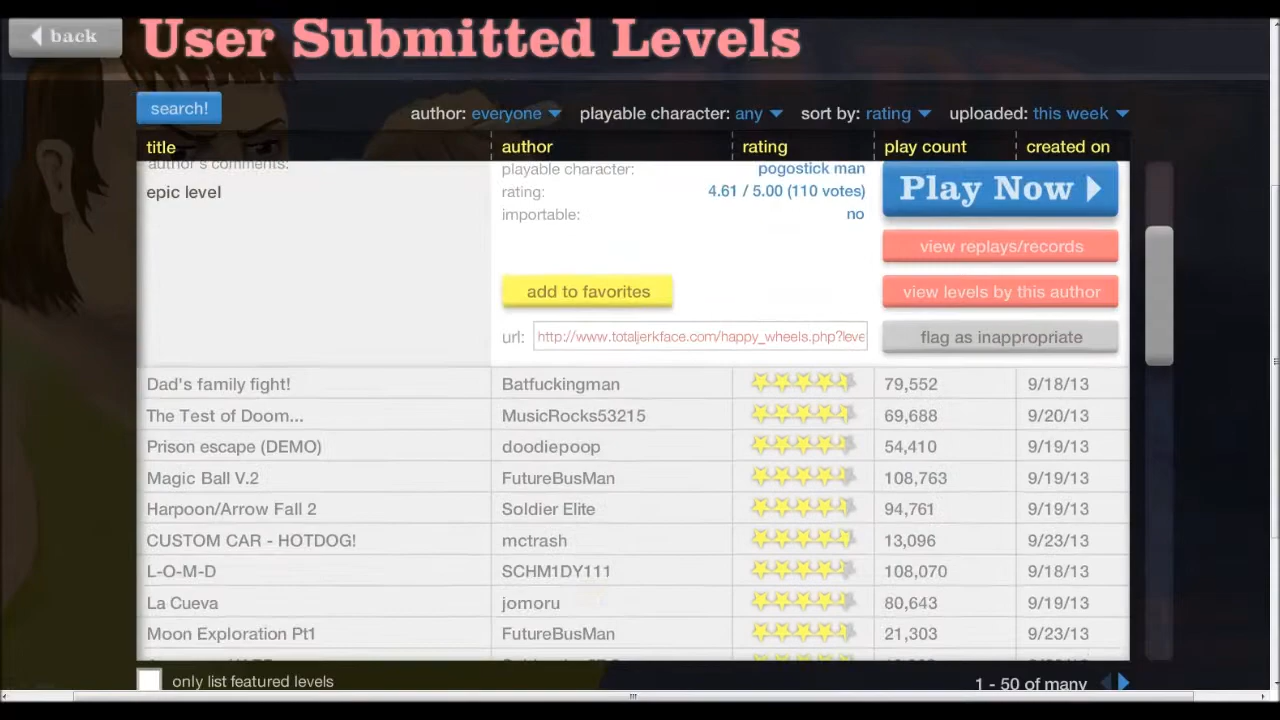 back
User Submitted Levels
search!
author: everyone playable character: any sort by: rating uploaded: this week
title author rating play count created on
author's comments:
epic level
playable character: pogostick man
rating: 4.61 / 5.00 (110 votes)
importable: no
Play Now
view replays/records
add to favorites
view levels by this author
url: http://www.totaljerkface.com/happy_wheels.php?leve
flag as inappropriate
Dad's family fight! Batfuckingman 79,552 9/18/13
The Test of Doom... MusicRocks53215 69,688 9/20/13
Prison escape (DEMO) doodiepoop 54,410 9/19/13
Magic Ball V.2 FutureBusMan 108,763 9/19/13
Harpoon/Arrow Fall 2 Soldier Elite 94,761 9/19/13
CUSTOM CAR - HOTDOG! mctrash 13,096 9/23/13
L-O-M-D SCHM1DY111 108,070 9/18/13
La Cueva jomoru 80,643 9/19/13
Moon Exploration Pt1 FutureBusMan 21,303 9/23/13
only list featured levels
1 - 50 of many